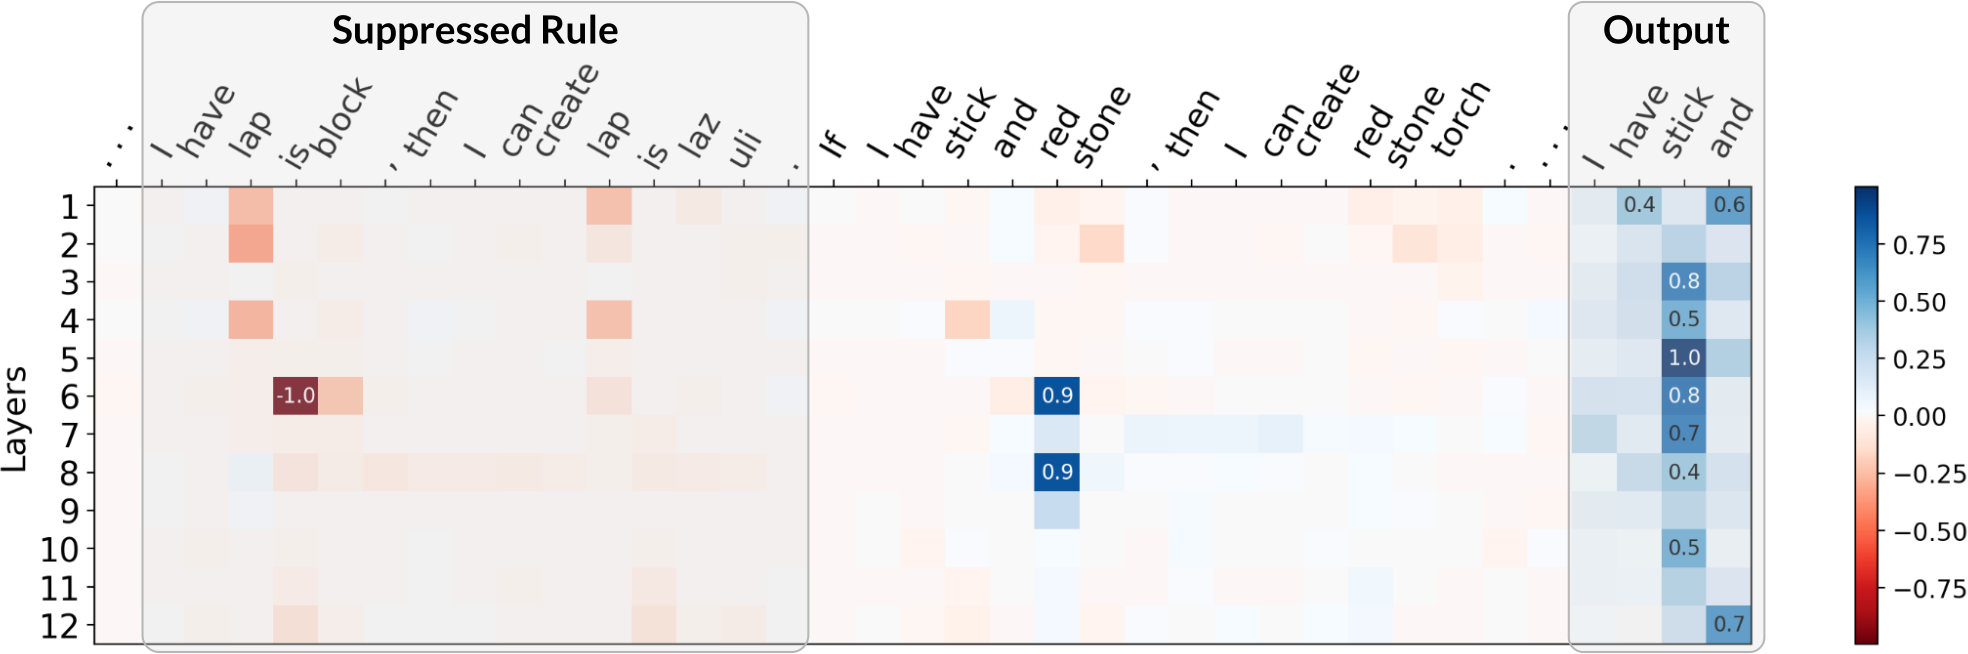 Suppressed Rule
Output
... I have lap is block , then I can create lap is laz uli . If I have stick and red stone , then I can create red stone torch . ... I have stick and
Layers
1 0.4 0.6
2
3 0.8
4 0.5
5 1.0
6 -1.0 0.9 0.8
7 0.7
8 0.9 0.4
9
10 0.5
11
12 0.7
0.75
0.50
0.25
0.00
−0.25
−0.50
−0.75